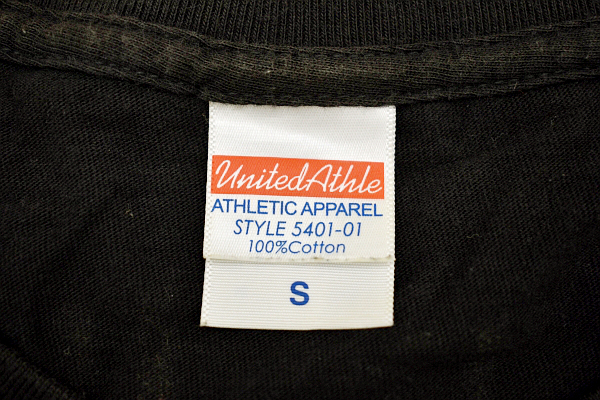 UnitedAthle
ATHLETIC APPAREL
STYLE 5401-01
100%Cotton
S